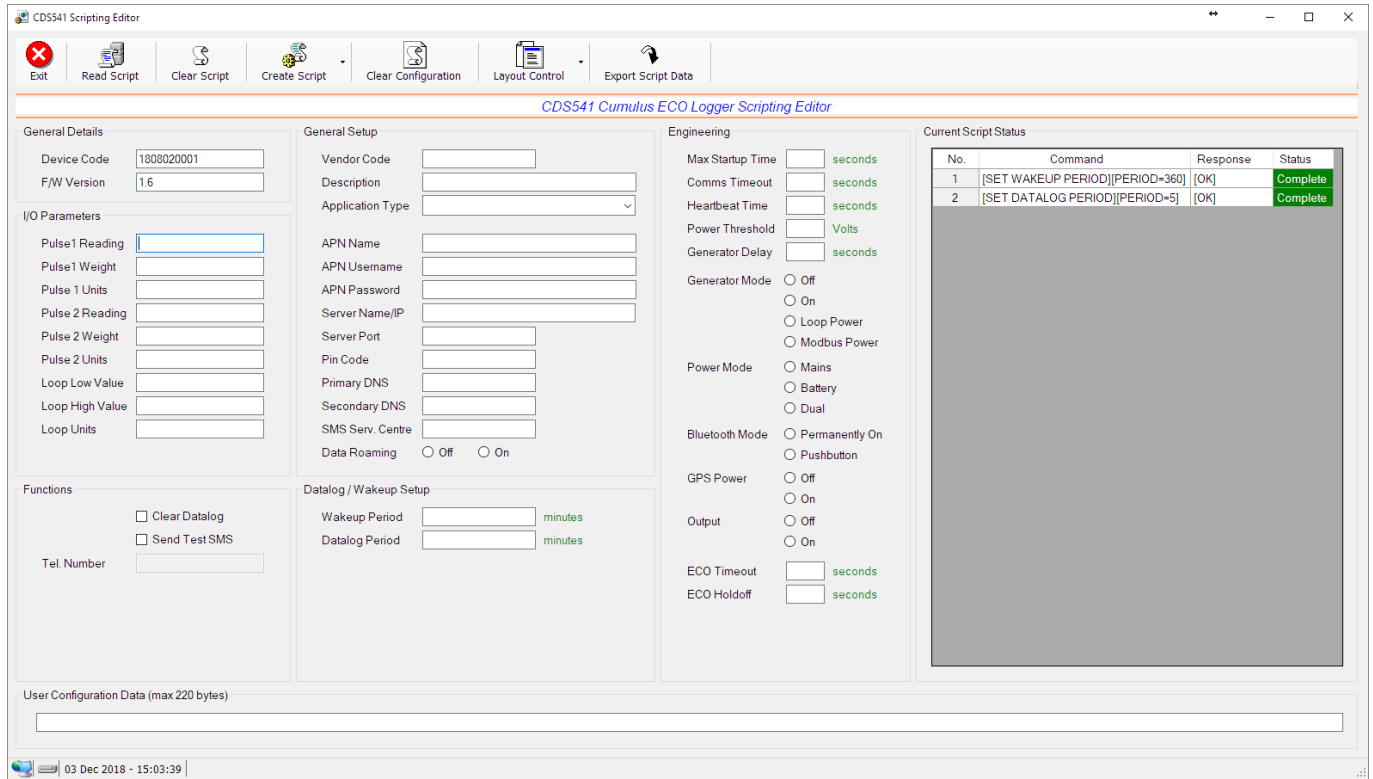 CDS541 Scripting Editor
Exit
Read Script
Clear Script
Create Script
Clear Configuration
Layout Control
Export Script Data
CDS541 Cumulus ECO Logger Scripting Editor
General Details
Device Code 1808020001
F/W Version 1.6
I/O Parameters
Pulse1 Reading
Pulse1 Weight
Pulse 1 Units
Pulse 2 Reading
Pulse 2 Weight
Pulse 2 Units
Loop Low Value
Loop High Value
Loop Units
Functions
Clear Datalog
Send Test SMS
Tel. Number
General Setup
Vendor Code
Description
Application Type
APN Name
APN Username
APN Password
Server Name/IP
Server Port
Pin Code
Primary DNS
Secondary DNS
SMS Serv. Centre
Data Roaming Off On
Datalog / Wakeup Setup
Wakeup Period minutes
Datalog Period minutes
Engineering
Max Startup Time seconds
Comms Timeout seconds
Heartbeat Time seconds
Power Threshold Volts
Generator Delay seconds
Generator Mode Off
On
Loop Power
Modbus Power
Power Mode Mains
Battery
Dual
Bluetooth Mode Permanently On
Pushbutton
GPS Power Off
On
Output Off
On
ECO Timeout seconds
ECO Holdoff seconds
Current Script Status
No. Command Response Status
1 [SET WAKEUP PERIOD][PERIOD=360] [OK] Complete
2 [SET DATALOG PERIOD][PERIOD=5] [OK] Complete
User Configuration Data (max 220 bytes)
03 Dec 2018 - 15:03:39